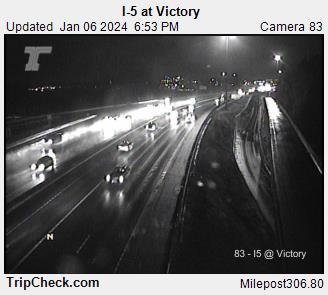 I-5 at Victory
Updated Jan 06 2024 6:53 PM Camera 83
T
N
83 - I5 @ Victory
TripCheck.com Milepost306.80